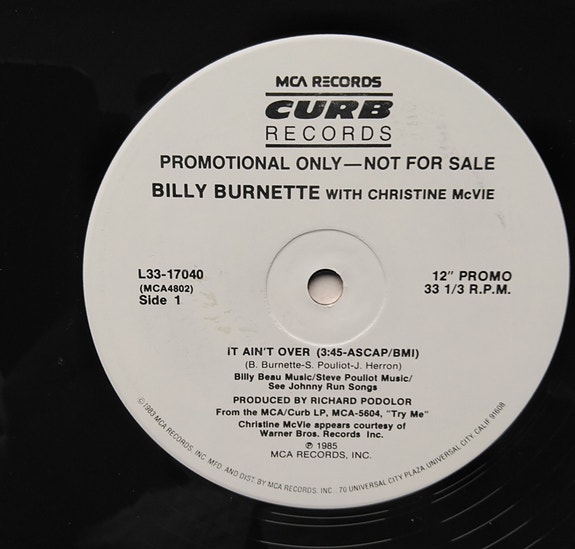 MCA RECORDS
CURB
RECORDS
PROMOTIONAL ONLY—NOT FOR SALE
BILLY BURNETTE WITH CHRISTINE McVIE
L33-17040
(MCA4802)
Side 1
12" PROMO
33 1/3 R.P.M.
IT AIN'T OVER (3:45-ASCAP/BMI)
(B. Burnette-S. Pouliot-J. Herron)
Billy Beau Music/Steve Pouliot Music/
See Johnny Run Songs
PRODUCED BY RICHARD PODOLOR
From the MCA/Curb LP, MCA-5604, "Try Me"
Christine McVie appears courtesy of
Warner Bros. Records Inc.
℗ 1985
MCA RECORDS, INC.
©1983 MCA RECORDS, INC. MFD. AND DIST. BY MCA RECORDS, INC. 70 UNIVERSAL CITY PLAZA, UNIVERSAL CITY, CALIF. 91608